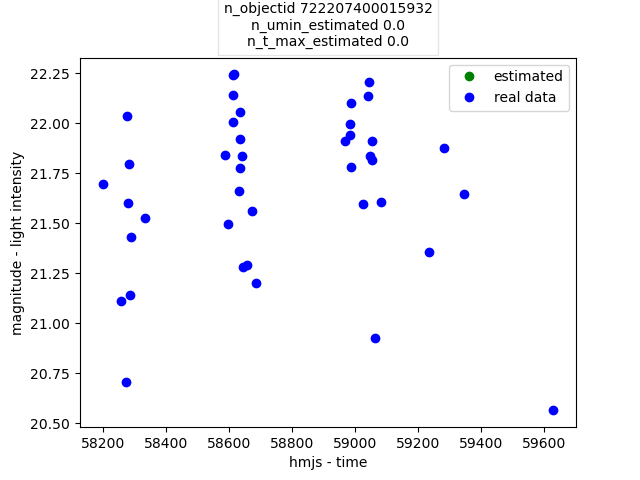 n_objectid 722207400015932
n_umin_estimated 0.0
n_t_max_estimated 0.0
estimated
real data
magnitude - light intensity
22.25
22.00
21.75
21.50
21.25
21.00
20.75
20.50
58200 58400 58600 58800 59000 59200 59400 59600
hmjs - time